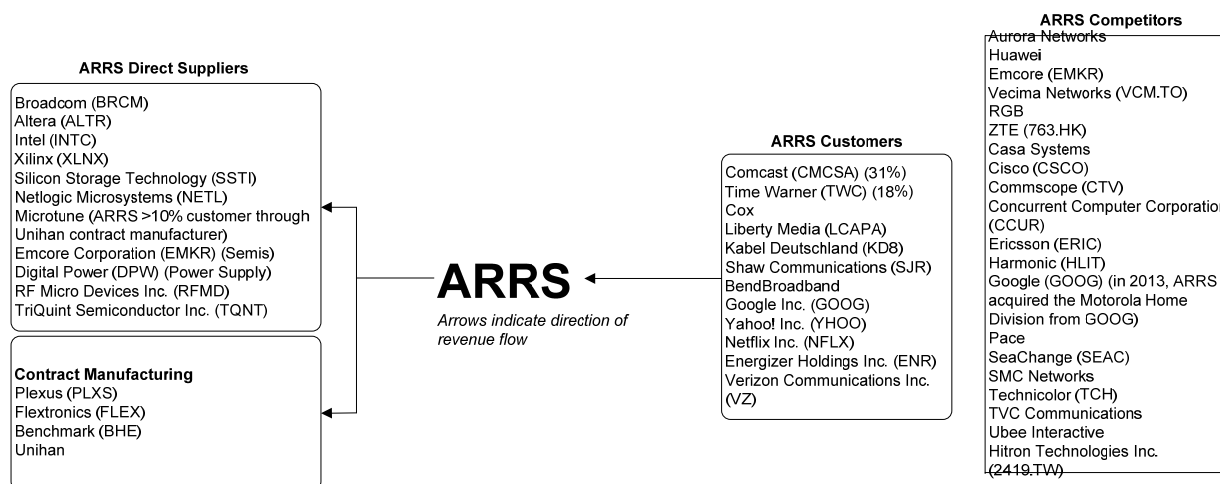 ARRS Direct Suppliers
Broadcom (BRCM)
Altera (ALTR)
Intel (INTC)
Xilinx (XLNX)
Silicon Storage Technology (SSTI)
Netlogic Microsystems (NETL)
Microtune (ARRS >10% customer through
Unihan contract manufacturer)
Emcore Corporation (EMKR) (Semis)
Digital Power (DPW) (Power Supply)
RF Micro Devices Inc. (RFMD)
TriQuint Semiconductor Inc. (TQNT)
Contract Manufacturing
Plexus (PLXS)
Flextronics (FLEX)
Benchmark (BHE)
Unihan
ARRS
Arrows indicate direction of
revenue flow
ARRS Customers
Comcast (CMCSA) (31%)
Time Warner (TWC) (18%)
Cox
Liberty Media (LCAPA)
Kabel Deutschland (KD8)
Shaw Communications (SJR)
BendBroadband
Google Inc. (GOOG)
Yahoo! Inc. (YHOO)
Netflix Inc. (NFLX)
Energizer Holdings Inc. (ENR)
Verizon Communications Inc.
(VZ)
ARRS Competitors
Aurora Networks
Huawei
Emcore (EMKR)
Vecima Networks (VCM.TO)
RGB
ZTE (763.HK)
Casa Systems
Cisco (CSCO)
Commscope (CTV)
Concurrent Computer Corporation
(CCUR)
Ericsson (ERIC)
Harmonic (HLIT)
Google (GOOG) (in 2013, ARRS
acquired the Motorola Home
Division from GOOG)
Pace
SeaChange (SEAC)
SMC Networks
Technicolor (TCH)
TVC Communications
Ubee Interactive
Hitron Technologies Inc.
(2419.TW)